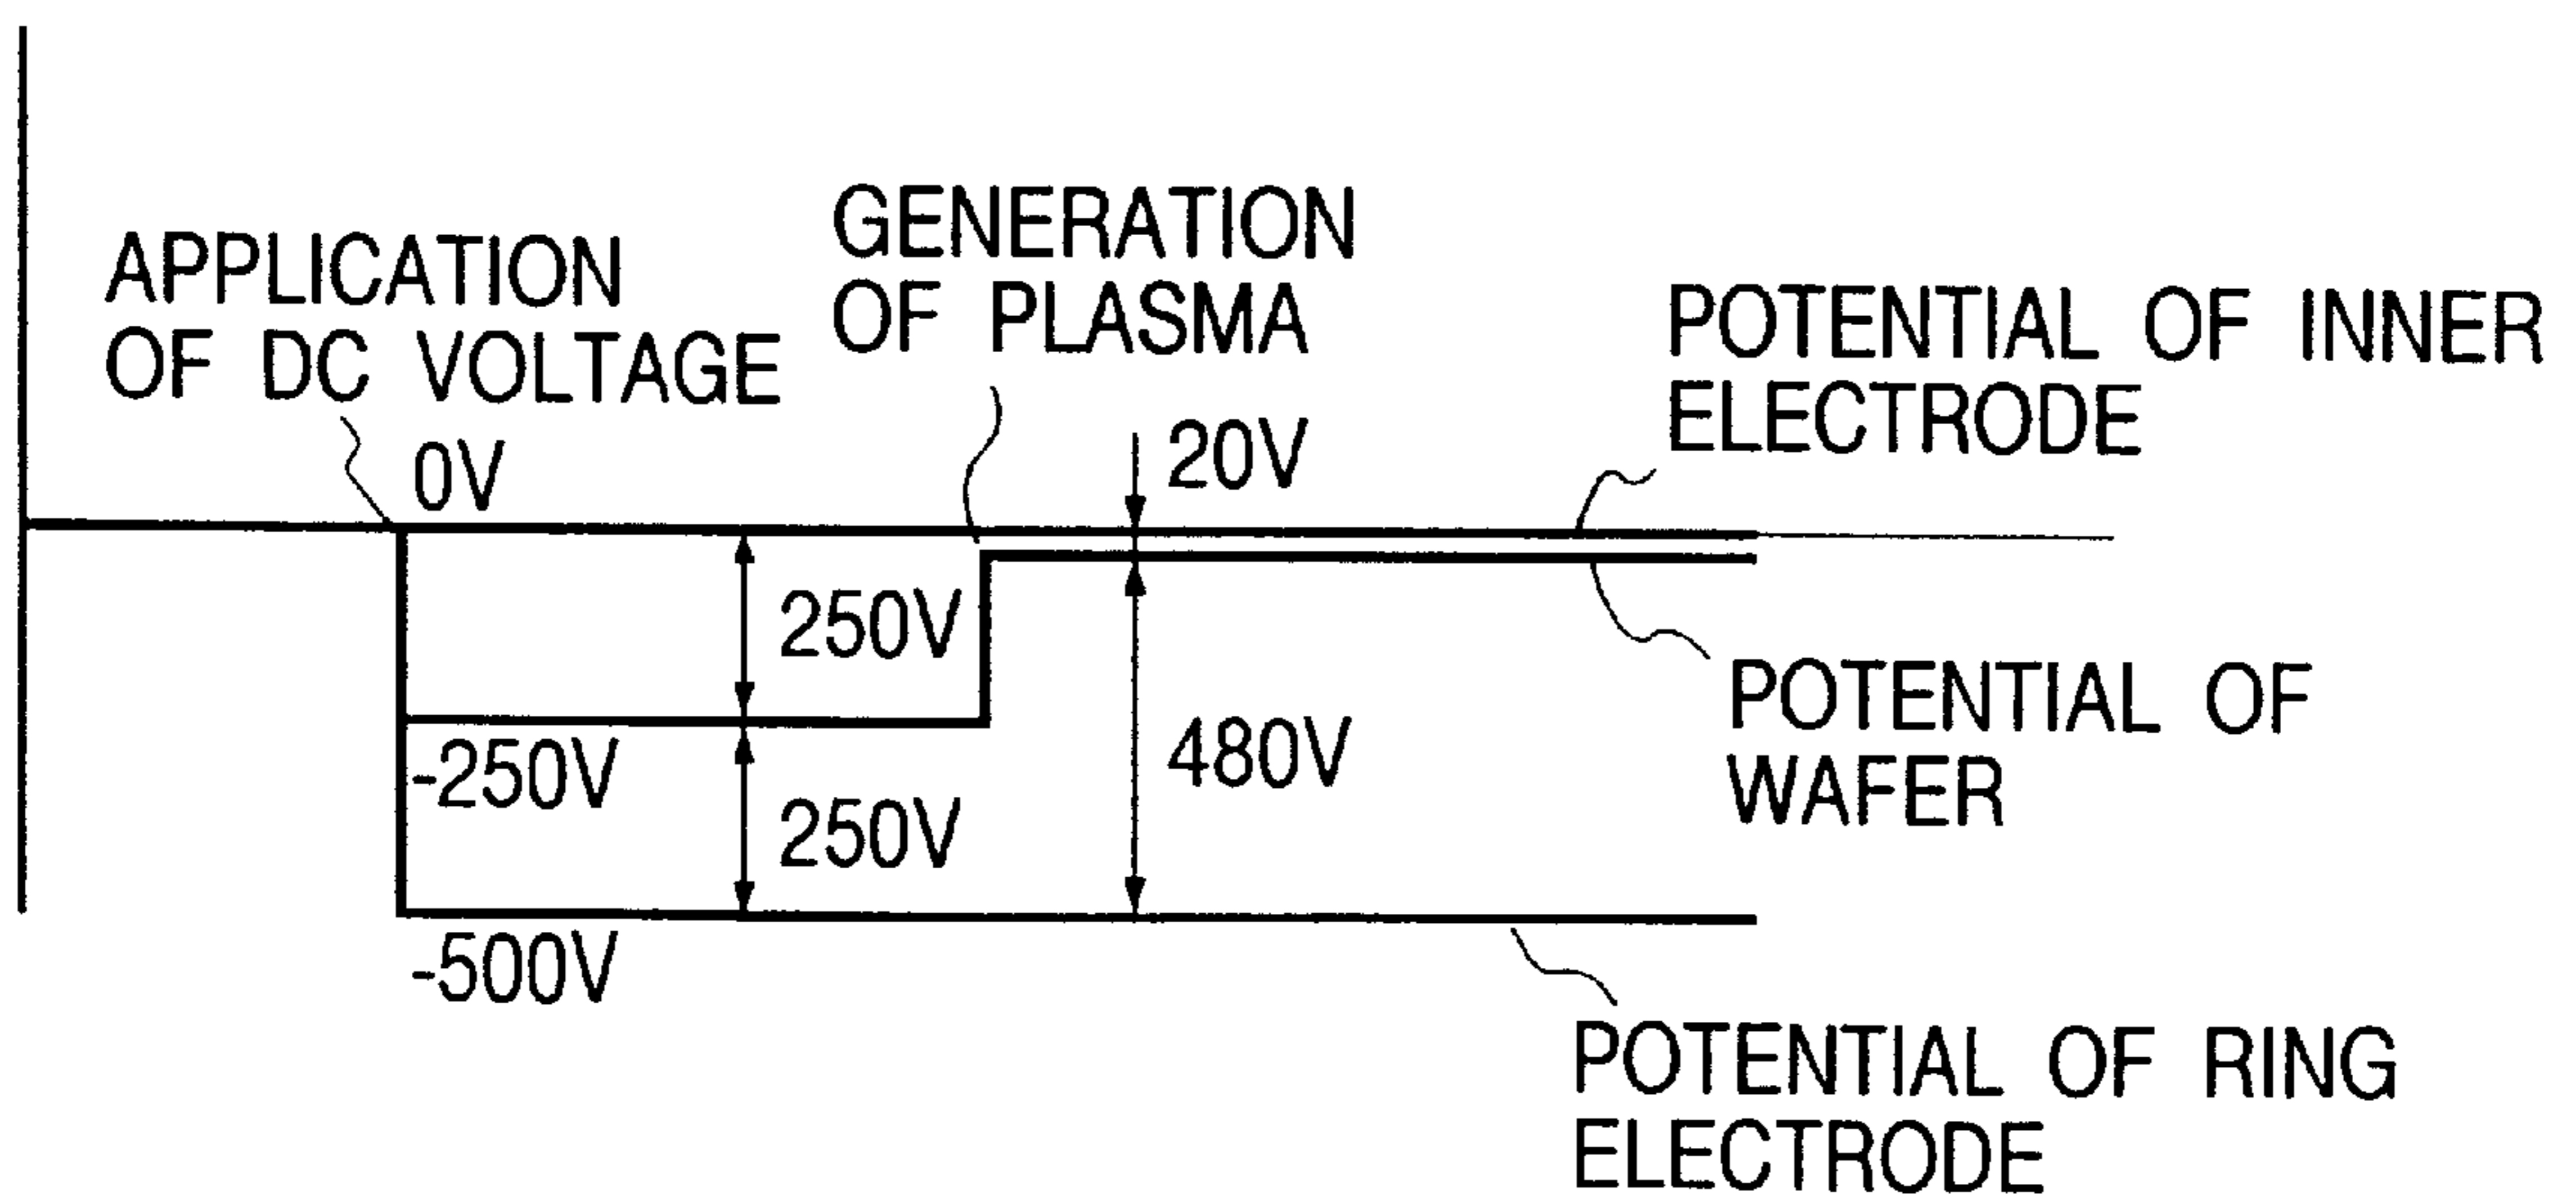 APPLICATION
OF DC VOLTAGE
GENERATION
OF PLASMA
POTENTIAL OF INNER
ELECTRODE
0V
20V
250V
-250V
250V
480V
POTENTIAL OF
WAFER
-500V
POTENTIAL OF RING
ELECTRODE